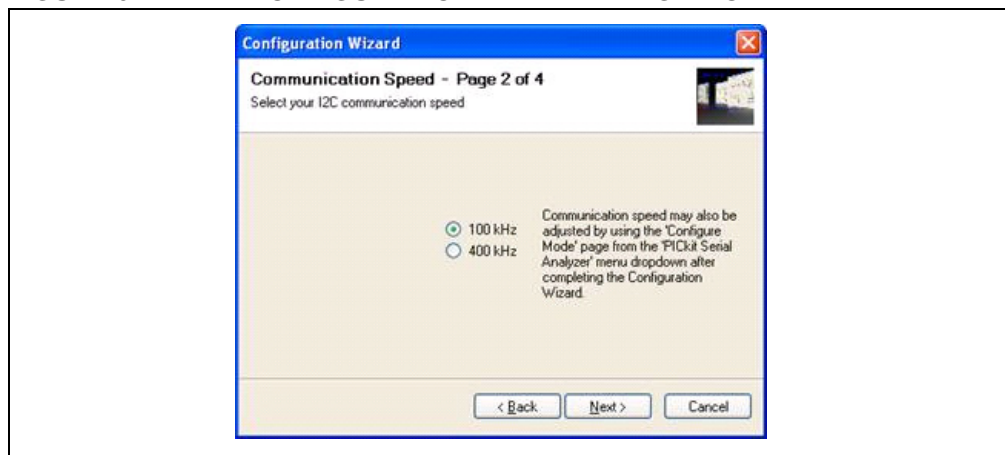 Configuration Wizard
Communication Speed - Page 2 of 4
Select your I2C communication speed
100 kHz
400 kHz
Communication speed may also be
adjusted by using the 'Configure
Mode' page from the 'PICkit Serial
Analyzer' menu dropdown after
completing the Configuration
Wizard.
< Back
Next >
Cancel